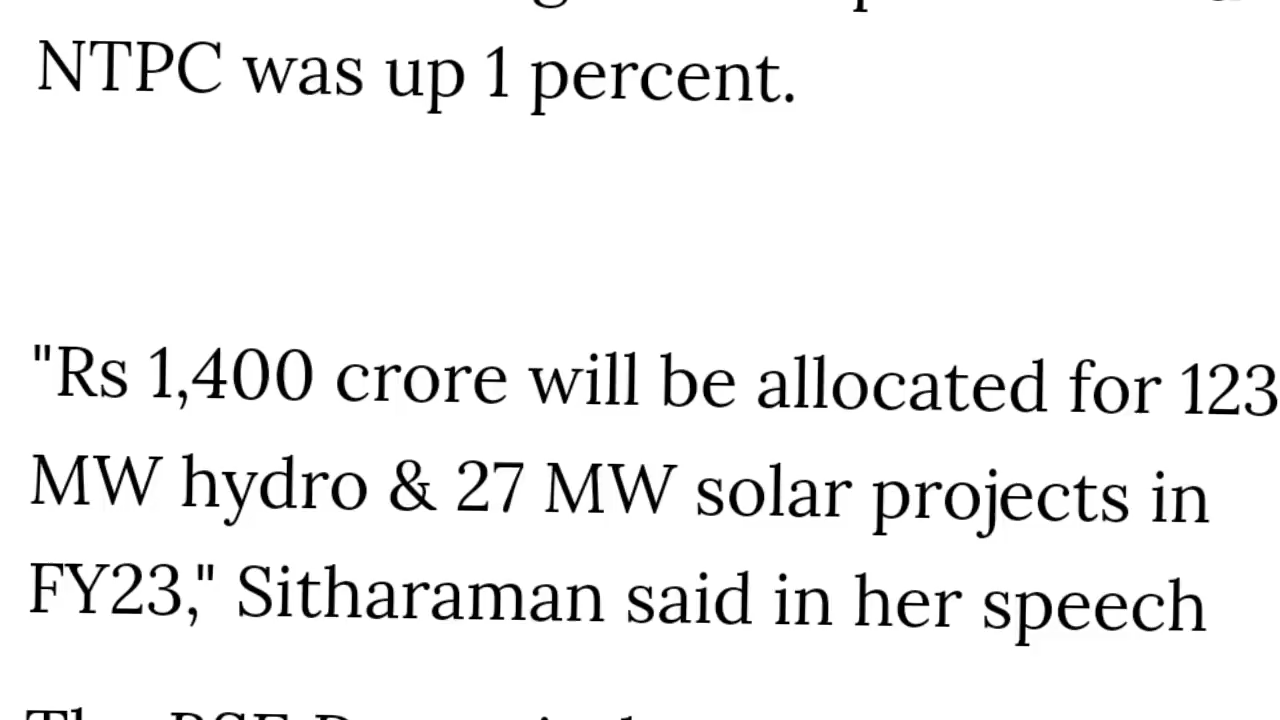 NTPC was up 1 percent.
"Rs 1,400 crore will be allocated for 123
MW hydro & 27 MW solar projects in
FY23," Sitharaman said in her speech